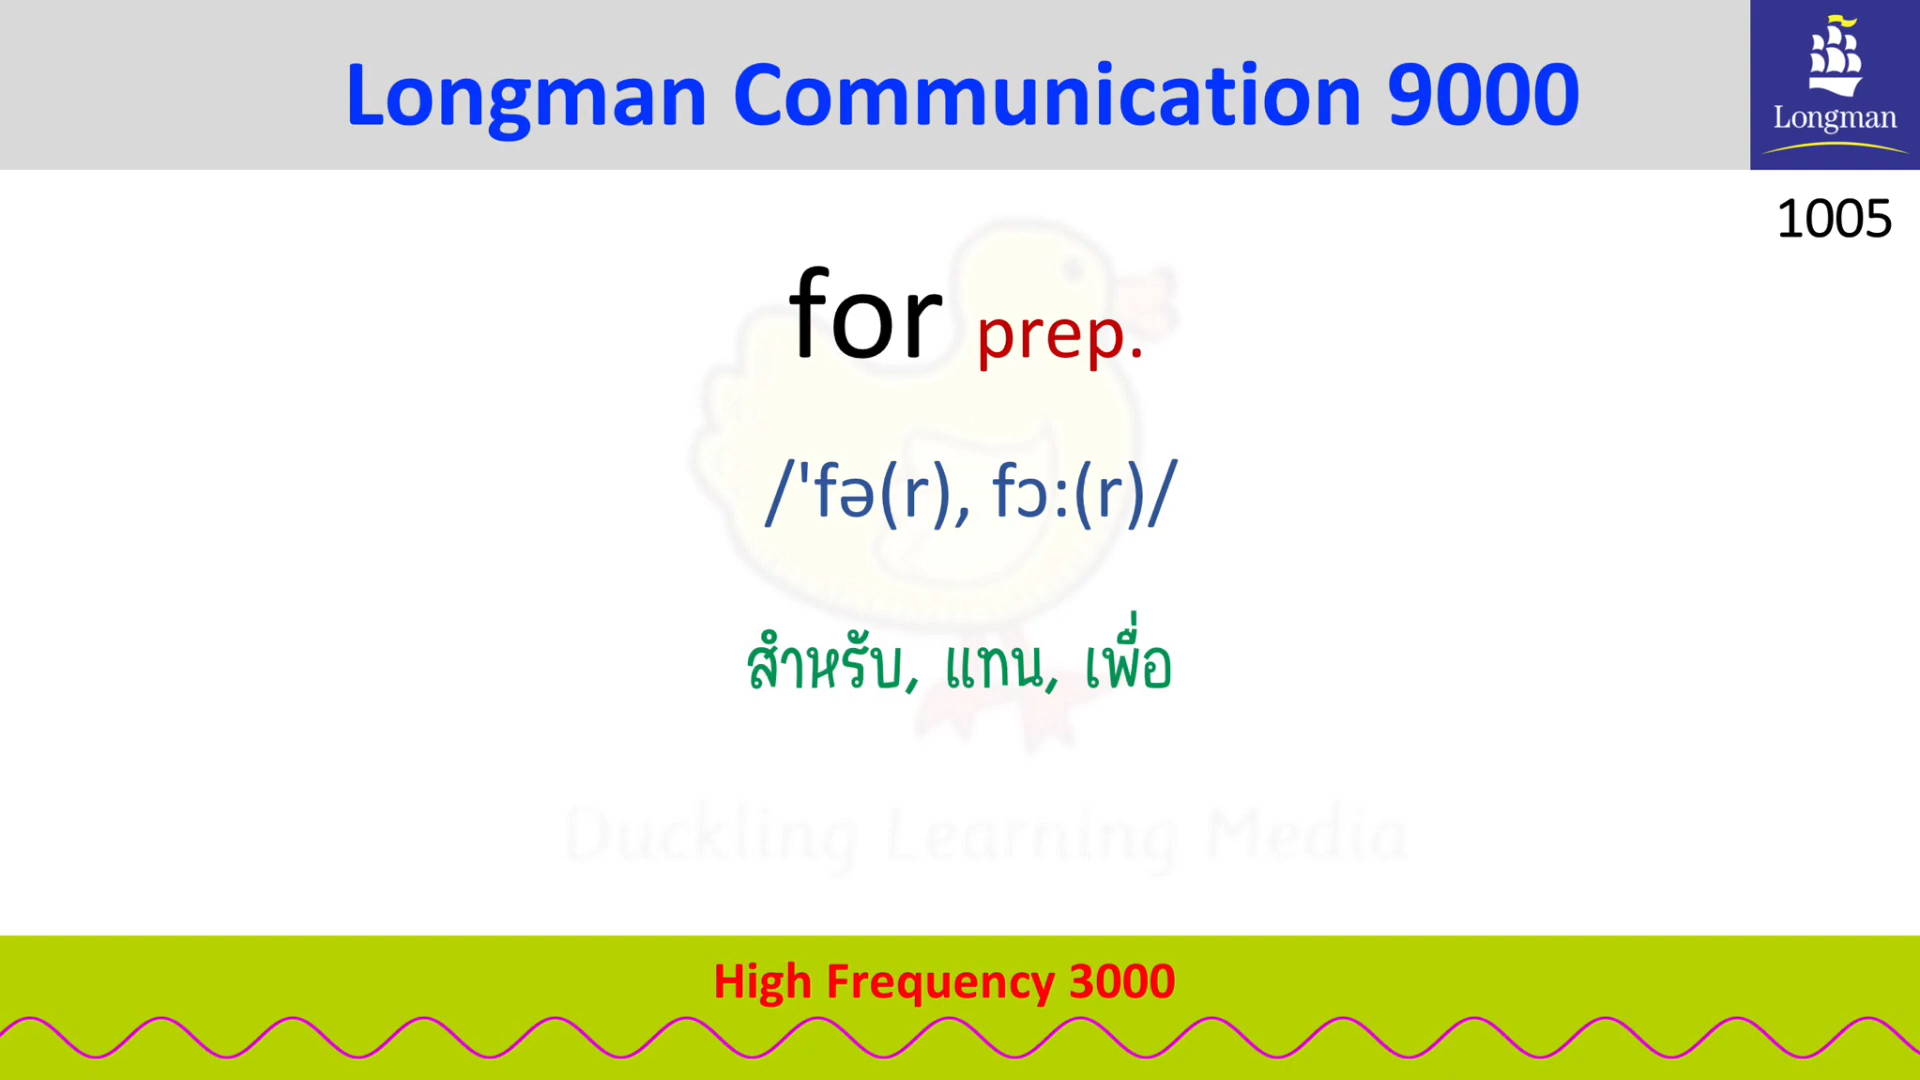 Longman Communication 9000
Longman
1005
for prep.
/'fə(r), fɔ:(r)/
สำหรับ, แทน, เพื่อ
Duckling Learning Media
High Frequency 3000